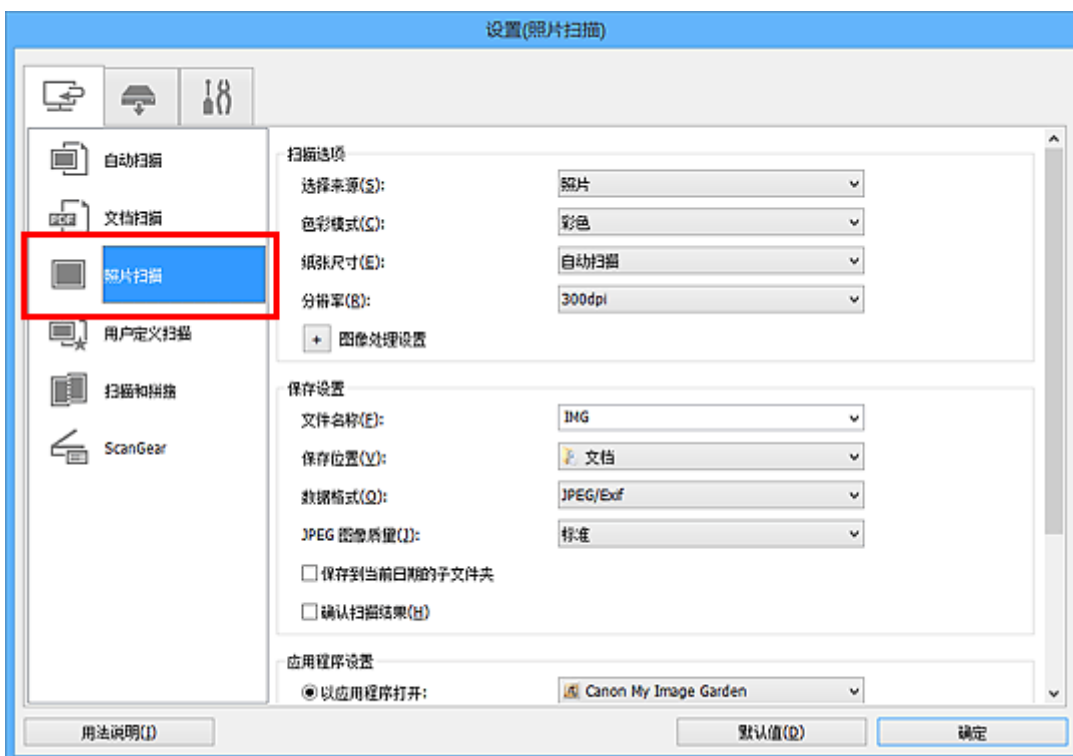 设置(照片扫描)
自动扫描
文档扫描
照片扫描
用户定义扫描
扫描和拼接
ScanGear
扫描选项
选择来源(S): 照片
色彩模式(C): 彩色
纸张尺寸(E): 自动扫描
分辨率(R): 300dpi
+ 图像处理设置
保存设置
文件名称(F): IMG
保存位置(V): 文档
数据格式(O): JPEG/Exif
JPEG 图像质量(J): 标准
保存到当前日期的子文件夹
确认扫描结果(H)
应用程序设置
以应用程序打开: Canon My Image Garden
用法说明(I) 默认值(D) 确定